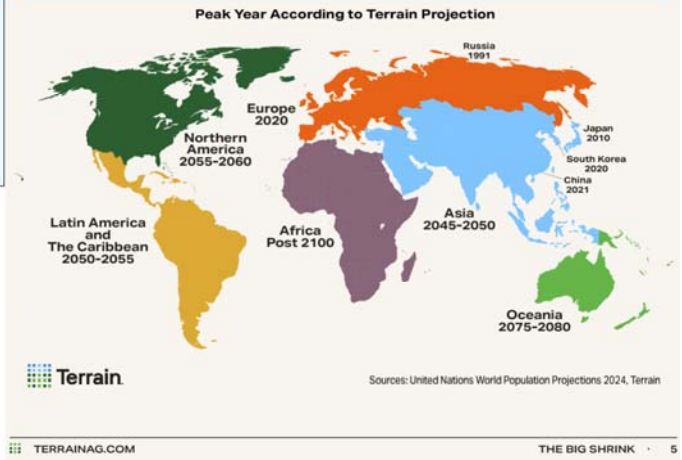 Peak Year According to Terrain Projection
Russia
1991
Europe
2020
Northern
America
2055-2060
Japan
2010
South Korea
2020
China
2021
Latin America
and
The Caribbean
2050-2055
Africa
Post 2100
Asia
2045-2050
Oceania
2075-2080
Terrain
Sources: United Nations World Population Projections 2024, Terrain
TERRAINAG.COM
THE BIG SHRINK · 5